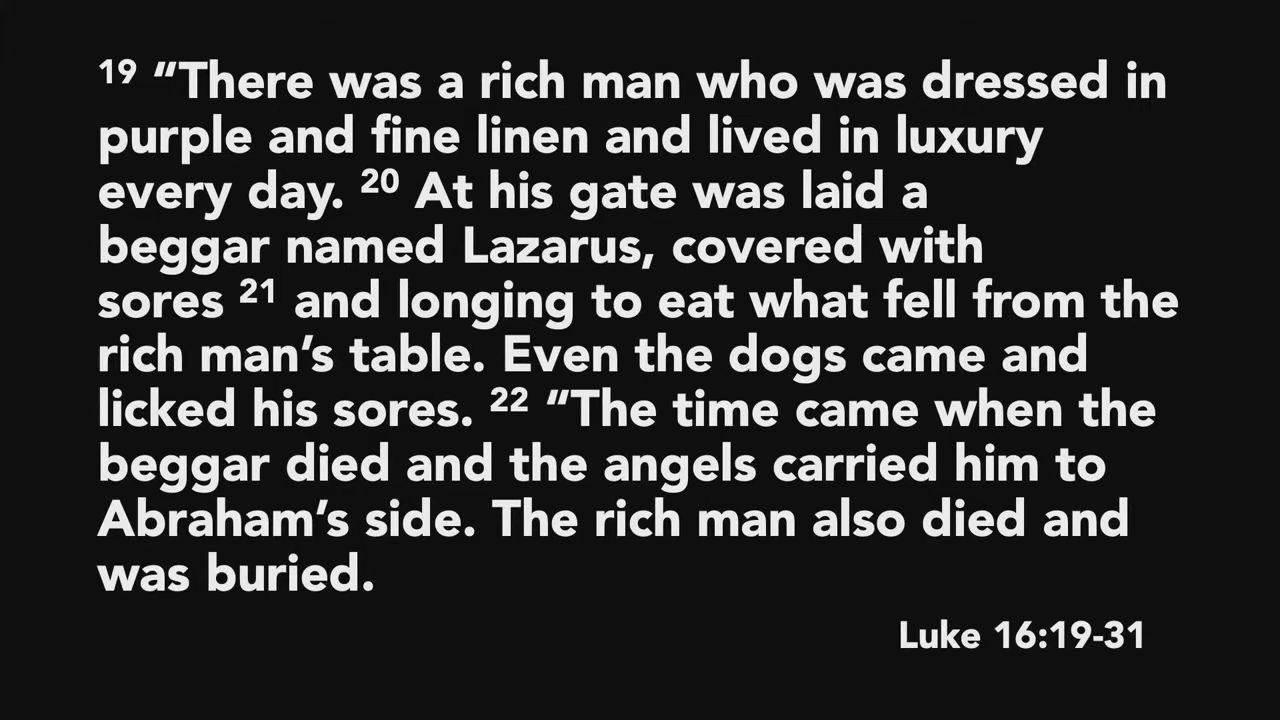 19 “There was a rich man who was dressed in
purple and fine linen and lived in luxury
every day. 20 At his gate was laid a
beggar named Lazarus, covered with
sores 21 and longing to eat what fell from the
rich man’s table. Even the dogs came and
licked his sores. 22 “The time came when the
beggar died and the angels carried him to
Abraham’s side. The rich man also died and
was buried.
Luke 16:19-31